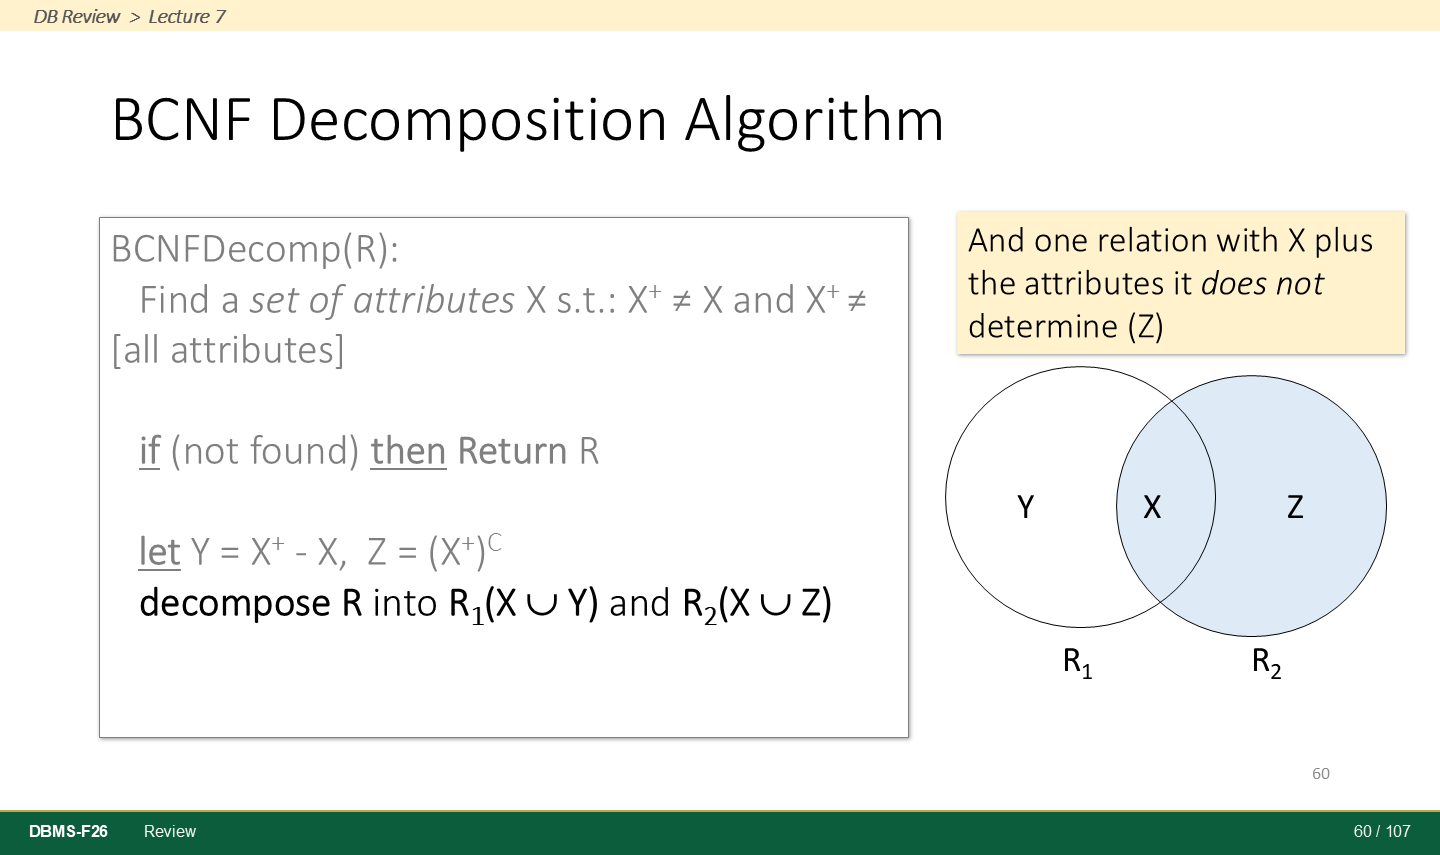 DB Review > Lecture 7
BCNF Decomposition Algorithm
BCNFDecomp(R):
Find a set of attributes X s.t.: X⁺ ≠ X and X⁺ ≠
[all attributes]
if (not found) then Return R
let Y = X⁺ - X, Z = (X⁺)ᶜ
decompose R into R₁(X ∪ Y) and R₂(X ∪ Z)
And one relation with X plus
the attributes it does not
determine (Z)
Y X Z
R₁ R₂
60
DBMS-F26 Review 60 / 107